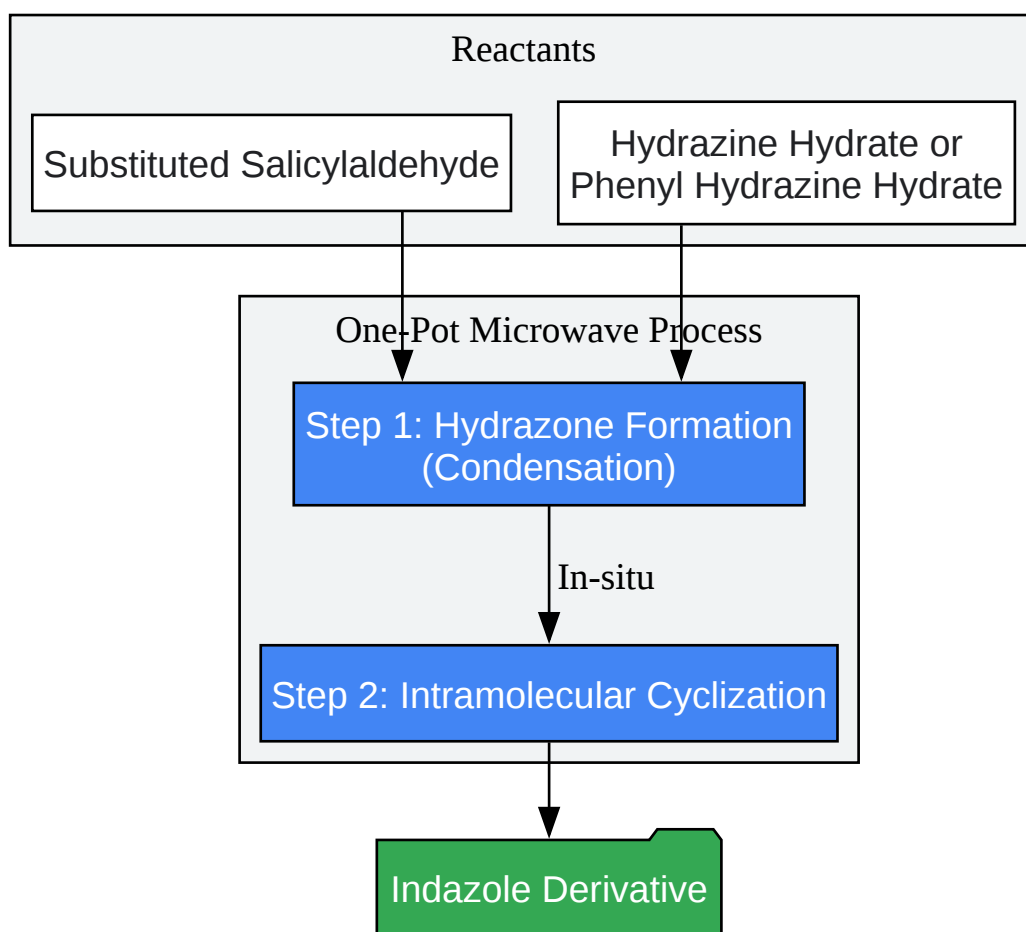 Reactants
Substituted Salicylaldehyde
Hydrazine Hydrate or
Phenyl Hydrazine Hydrate
One-Pot Microwave Process
Step 1: Hydrazone Formation
(Condensation)
In-situ
Step 2: Intramolecular Cyclization
Indazole Derivative